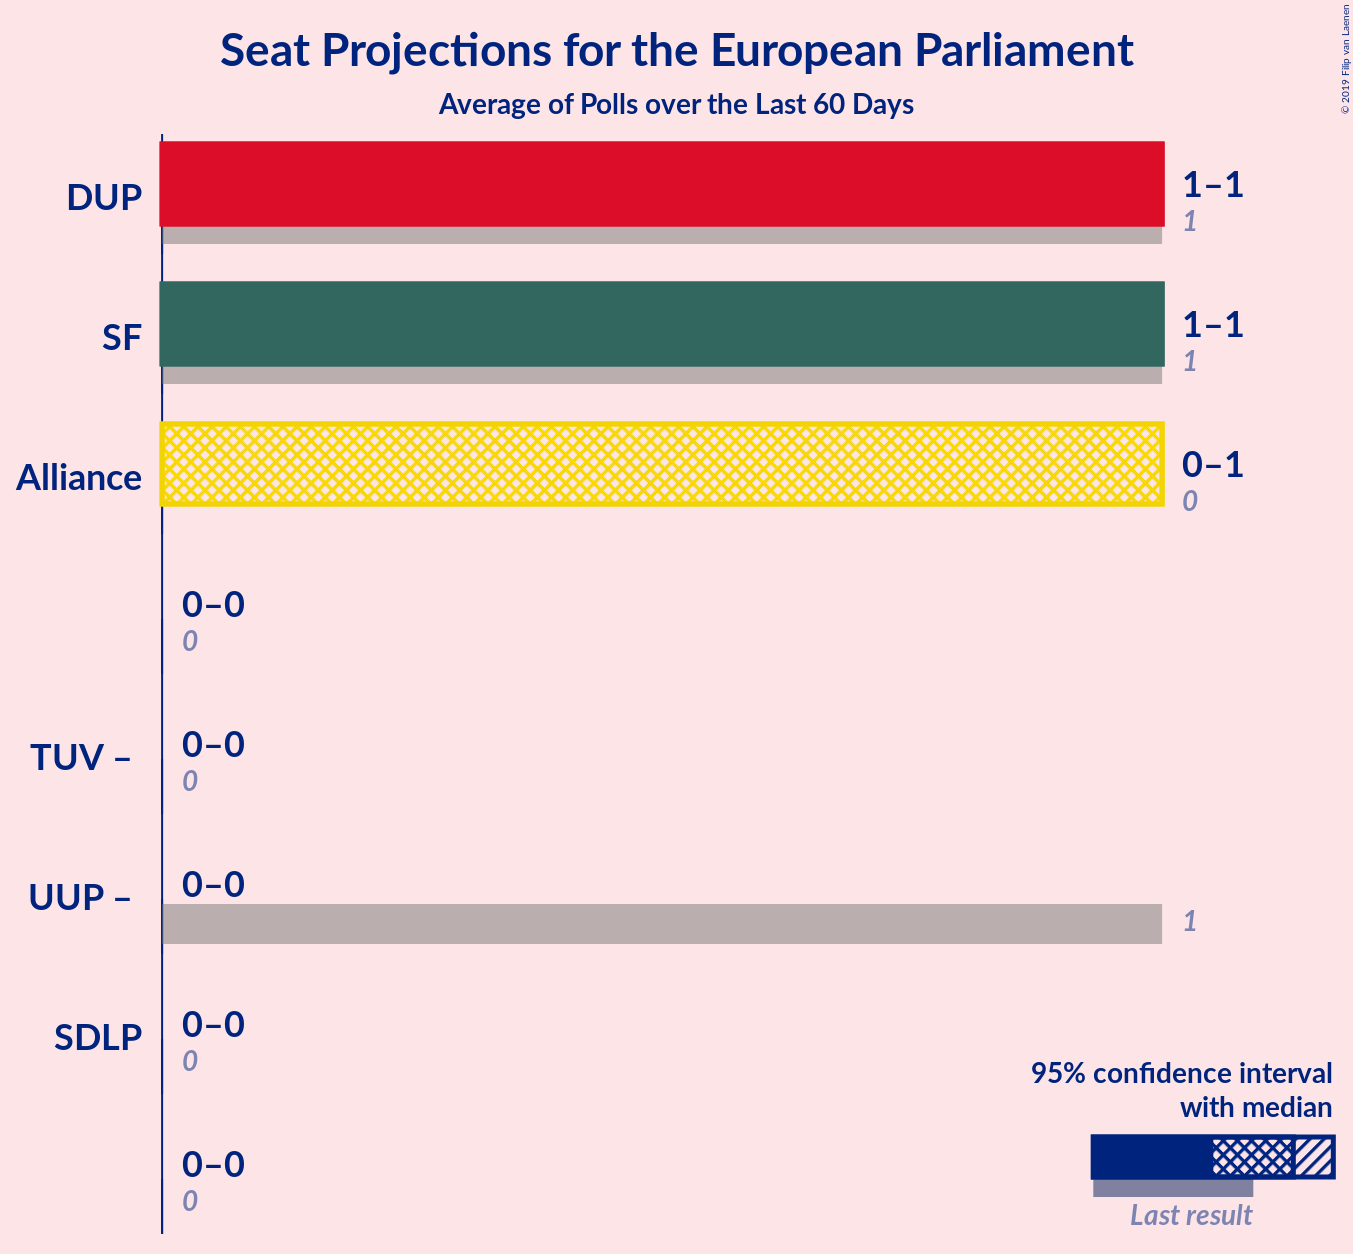 Seat Projections for the European Parliament
Average of Polls over the Last 60 Days
© 2019 Filip van Laenen
DUP
1–1
1
SF
1–1
1
Alliance
0–1
0
0–0
0
TUV –
0–0
0
UUP –
0–0
1
SDLP
0–0
0
0–0
0
95% confidence interval
with median
Last result